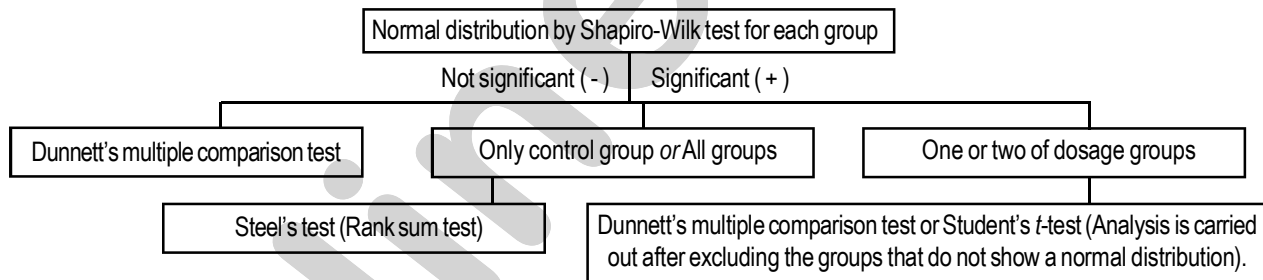 Normal distribution by Shapiro-Wilk test for each group
Not significant ( - ) Significant ( + )
Dunnett's multiple comparison test
Only control group or All groups
One or two of dosage groups
Steel's test (Rank sum test)
Dunnett's multiple comparison test or Student's t-test (Analysis is carried
out after excluding the groups that do not show a normal distribution).